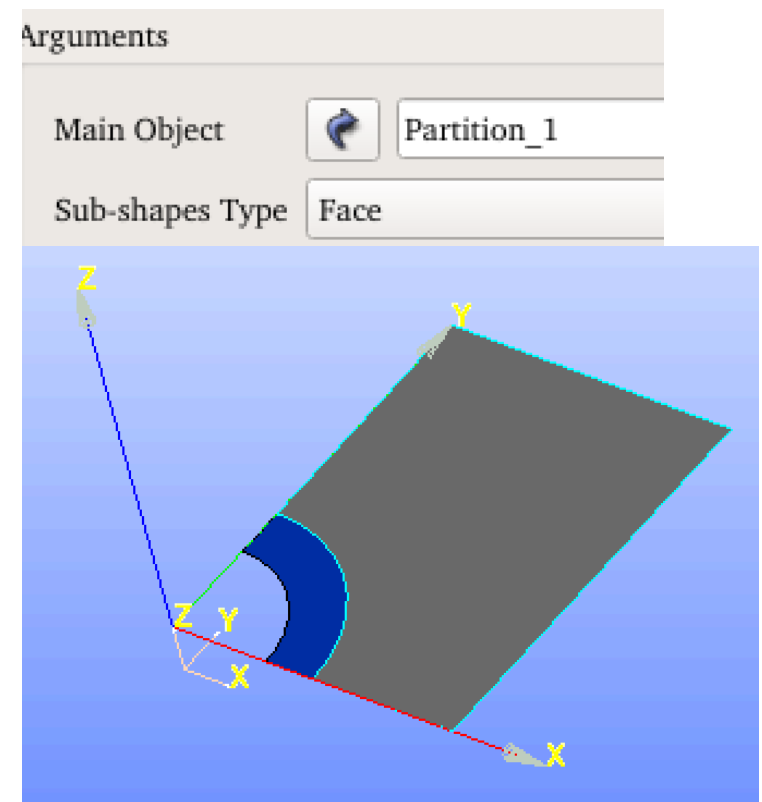 Arguments
Main Object Partition_1
Sub-shapes Type Face
Z
Y
Z Y
X
X